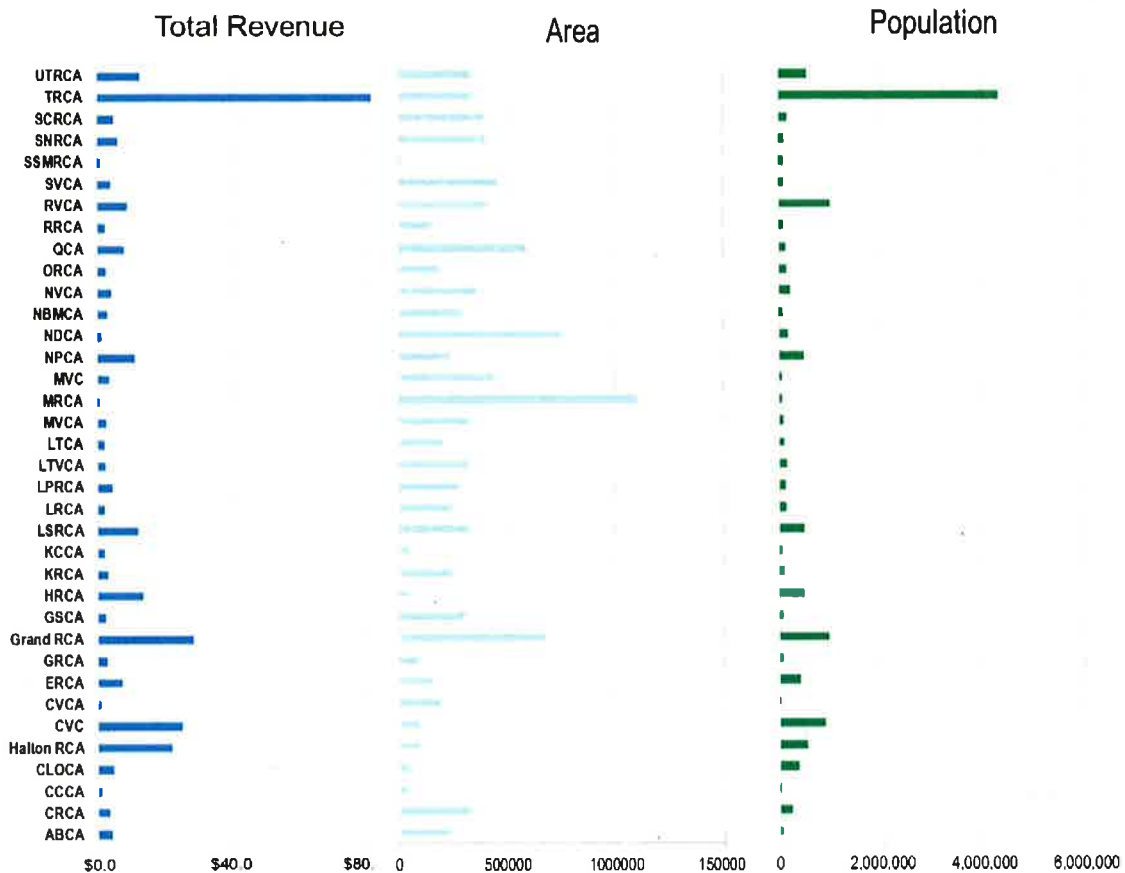 Total Revenue Area Population
UTRCA
TRCA
SCRCA
SNRCA
SSMRCA
SVCA
RVCA
RRCA
QCA
ORCA
NVCA
NBMCA
NDCA
NPCA
MVC
MRCA
MVCA
LTCA
LTVCA
LPRCA
LRCA
LSRCA
KCCA
KRCA
HRCA
GSCA
Grand RCA
GRCA
ERCA
CVCA
CVC
Halton RCA
CLOCA
CCCA
CRCA
ABCA
$0.0 $40.0 $80. 0 500000 1000000 150000 0 2,000,000 4,000,000 6,000,000